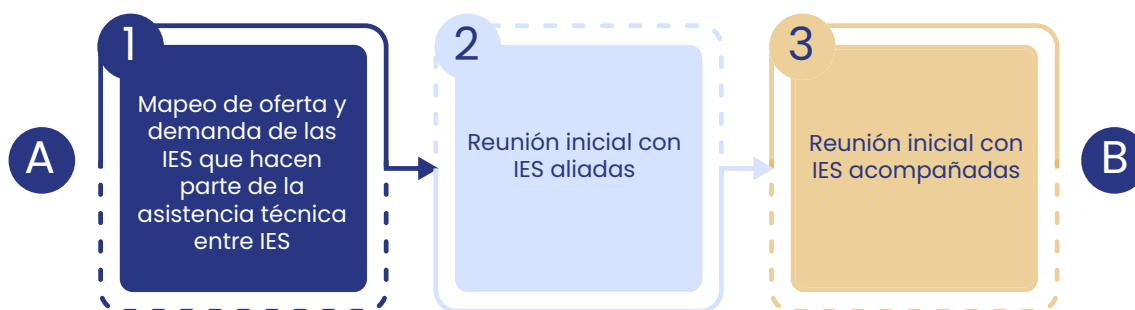 A
1
Mapeo de oferta y
demanda de las
IES que hacen
parte de la
asistencia técnica
entre IES
2
Reunión inicial con
IES aliadas
3
Reunión inicial con
IES acompañadas
B